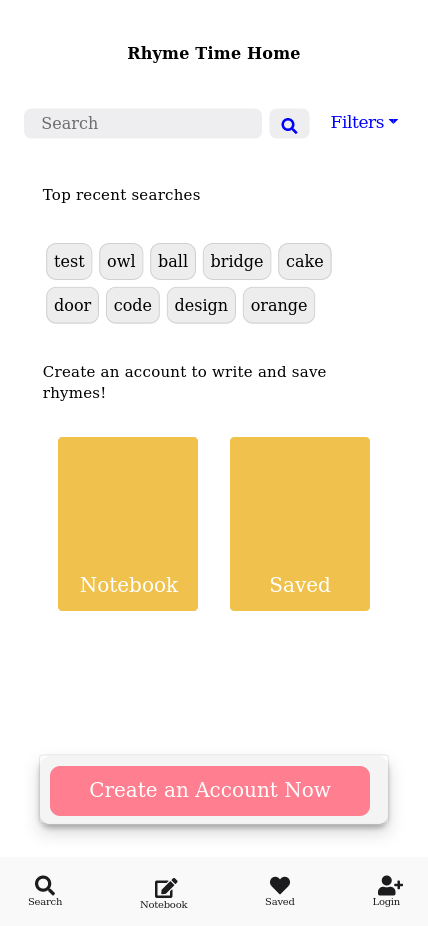 Rhyme Time Home
Search
Filters
Top recent searches
test owl ball bridge cake
door code design orange
Create an account to write and save
rhymes!
Notebook Saved
Create an Account Now
Search Notebook Saved Login